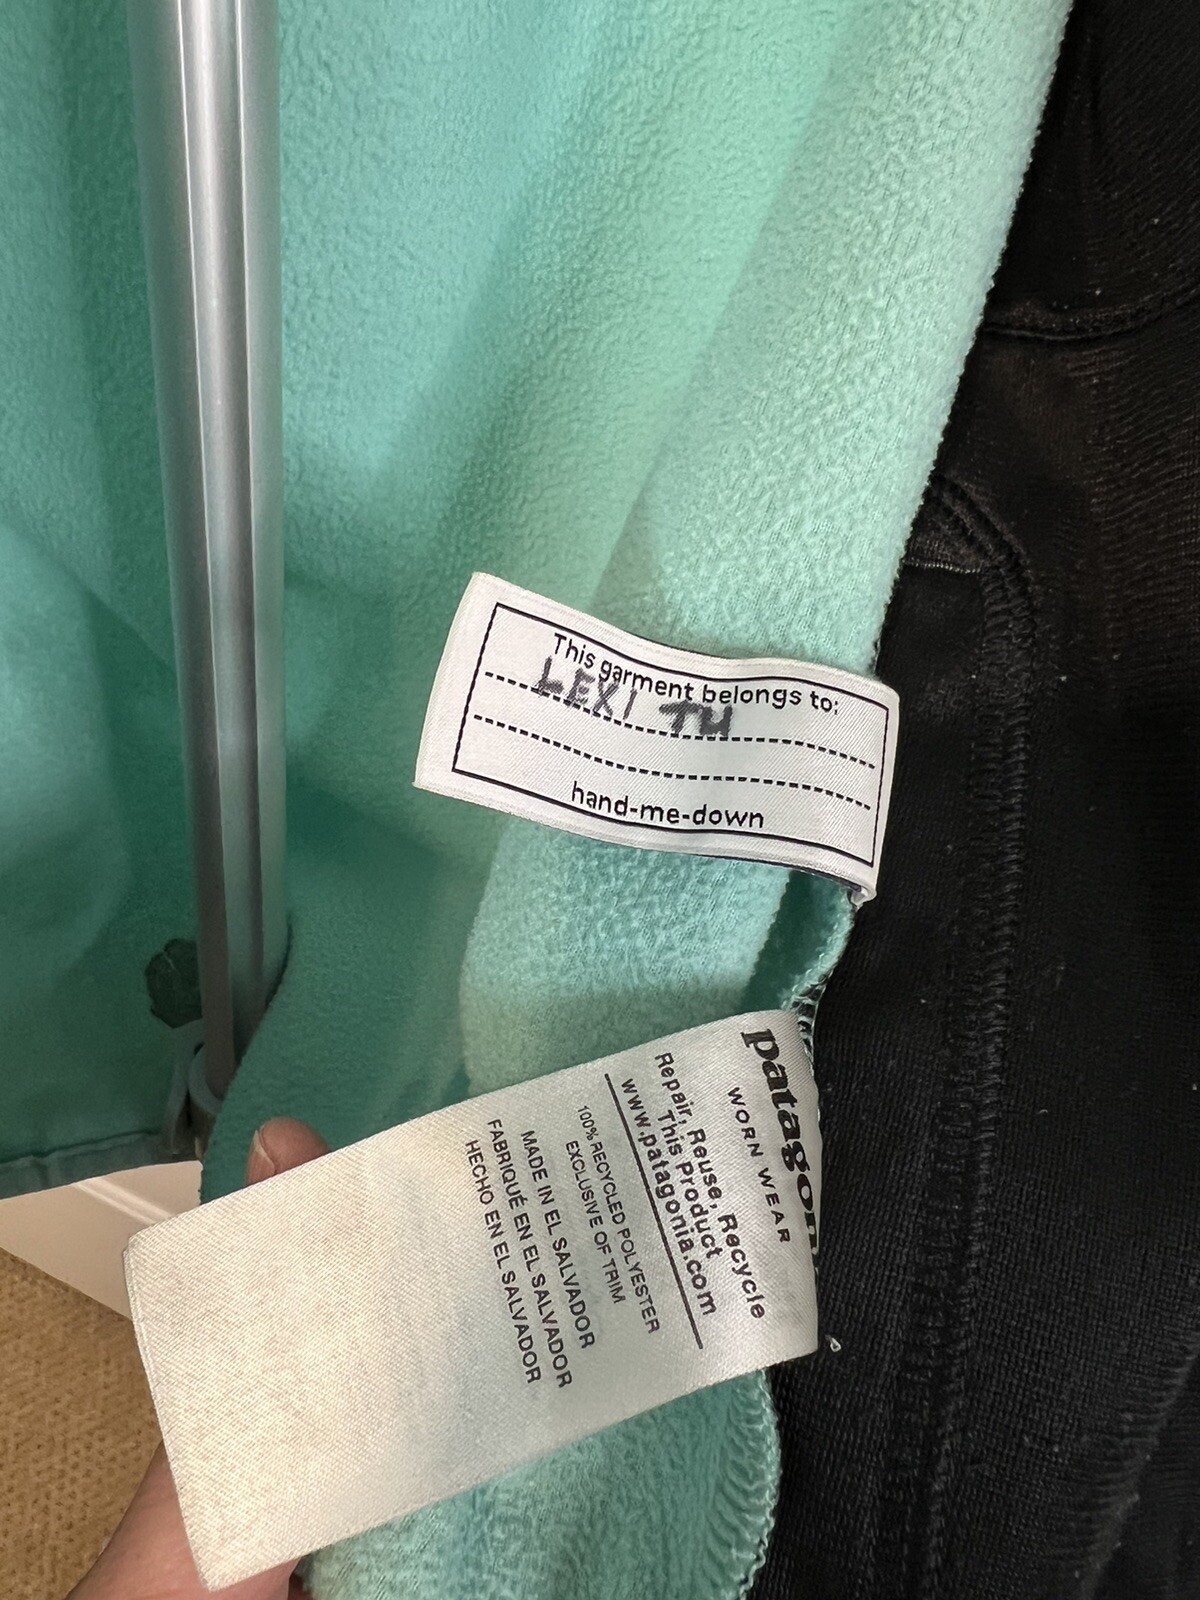 This garment belongs to:
LEXI TH
hand-me-down
patagon
WORN WEAR
Repair, Reuse, Recycle
This Product
www.patagonia.com
100% RECYCLED POLYESTER
EXCLUSIVE OF TRIM
MADE IN EL SALVADOR
FABRIQUÉ EN EL SALVADOR
HECHO EN EL SALVADOR